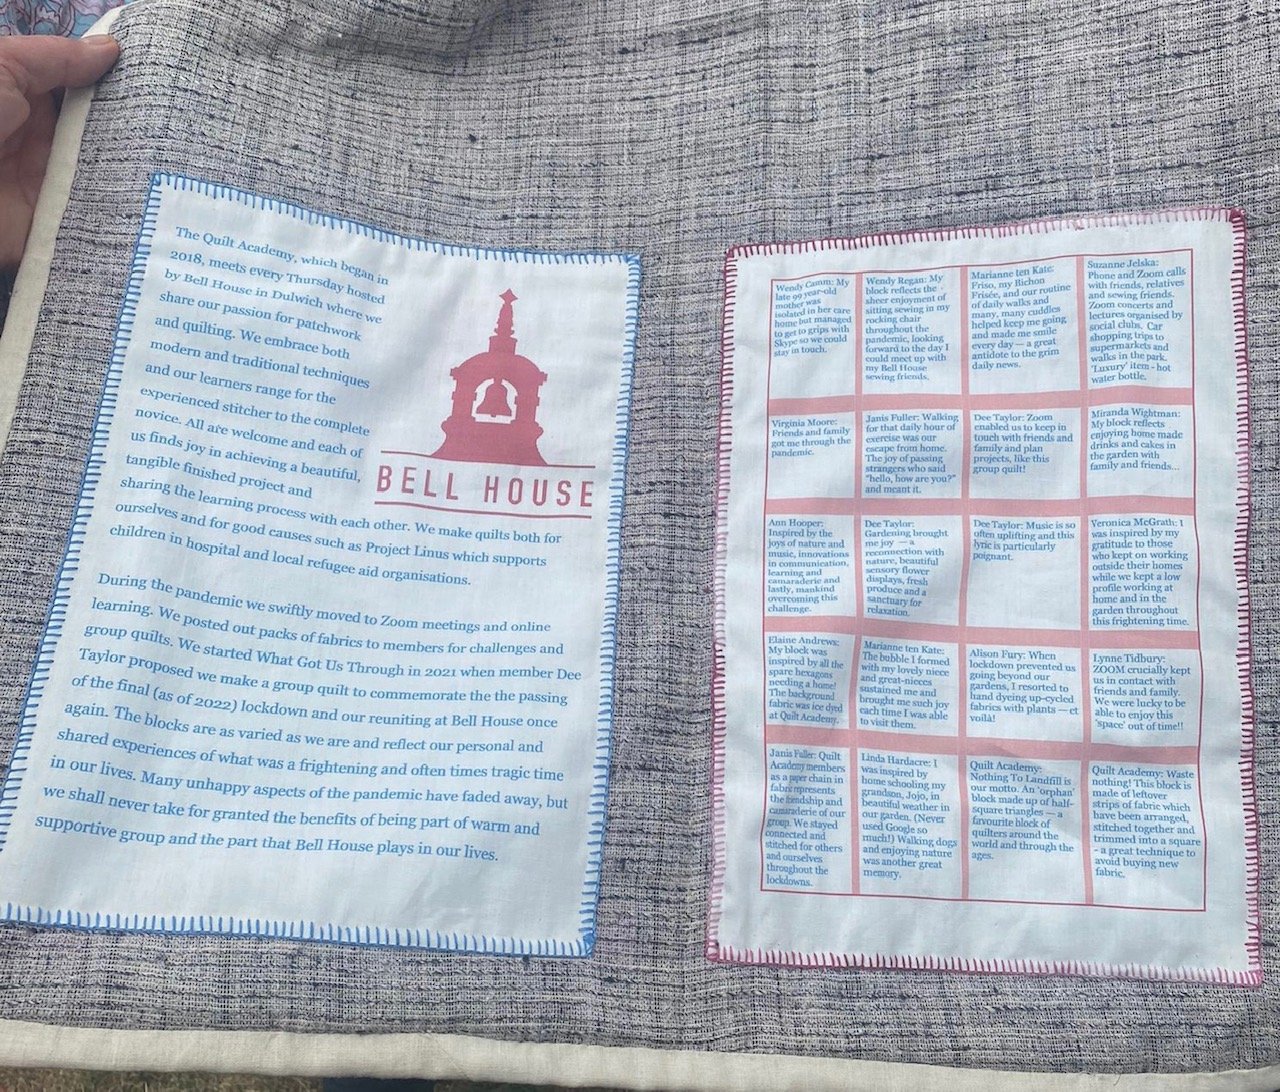 The Quilt Academy, which began in
2018, meets every Thursday hosted
by Bell House in Dulwich where we
share our passion for patchwork
and quilting. We embrace both
modern and traditional techniques
and our learners range for the
experienced stitcher to the complete
novice. All are welcome and each of
us finds joy in achieving a beautiful,
tangible finished project and
sharing the learning process with each other. We make quilts both for
ourselves and for good causes such as Project Linus which supports
children in hospital and local refugee aid organisations.
BELL HOUSE
During the pandemic we swiftly moved to Zoom meetings and online
learning. We posted out packs of fabrics to members for challenges and
group quilts. We started What Got Us Through in 2021 when member Dee
Taylor proposed we make a group quilt to commemorate the the passing
of the final (as of 2022) lockdown and our reuniting at Bell House once
again. The blocks are as varied as we are and reflect our personal and
shared experiences of what was a frightening and often times tragic time
in our lives. Many unhappy aspects of the pandemic have faded away, but
we shall never take for granted the benefits of being part of warm and
supportive group and the part that Bell House plays in our lives.
Wendy Camm: My
late 99 year-old
mother was
isolated in her care
home but managed
to get to grips with
Skype so we could
stay in touch.
Wendy Regan: My
block reflects the
sheer enjoyment of
sitting sewing in my
rocking chair
throughout the
pandemic, looking
forward to the day I
could meet up with
my Bell House
sewing friends.
Marianne ten Kate:
Friso, my Bichon
Frisée, and our routine
of daily walks and
many, many cuddles
helped keep me going
and made me smile
every day — a great
antidote to the grim
daily news.
Suzanne Jelska:
Phone and Zoom calls
with friends, relatives
and sewing friends.
Zoom concerts and
lectures organised by
social clubs. Car
shopping trips to
supermarkets and
walks in the park.
'Luxury' item - hot
water bottle.
Virginia Moore:
Friends and family
got me through the
pandemic.
Janis Fuller: Walking
for that daily hour of
exercise was our
escape from home.
The joy of passing
strangers who said
"hello, how are you?"
and meant it.
Dee Taylor: Zoom
enabled us to keep in
touch with friends and
family and plan
projects, like this
group quilt!
Miranda Wightman:
My block reflects
enjoying home made
drinks and cakes in
the garden with
family and friends...
Ann Hooper:
Inspired by the
joys of nature and
music, innovations
in communication,
learning and
camaraderie and
lastly, mankind
overcoming this
challenge.
Dee Taylor:
Gardening brought
me joy — a
reconnection with
nature, beautiful
sensory flower
displays, fresh
produce and a
sanctuary for
relaxation.
Dee Taylor: Music is so
often uplifting and this
lyric is particularly
poignant.
Veronica McGrath: I
was inspired by my
gratitude to those
who kept on working
outside their homes
while we kept a low
profile working at
home and in the
garden throughout
this frightening time.
Elaine Andrews:
My block was
inspired by all the
spare hexagons
needing a home!
The background
fabric was ice dyed
at Quilt Academy.
Marianne ten Kate:
The bubble I formed
with my lovely niece
and great-nieces
sustained me and
brought me such joy
each time I was able
to visit them.
Alison Fury: When
lockdown prevented us
going beyond our
gardens, I resorted to
hand dyeing up-cycled
fabrics with plants — et
voilà!
Lynne Tidbury:
ZOOM crucially kept
us in contact with
friends and family.
We were lucky to be
able to enjoy this
'space' out of time!!
Janis Fuller: Quilt
Academy members
as a paper chain in
fabric represents
the friendship and
camaraderie of our
group. We stayed
connected and
stitched for others
and ourselves
throughout the
lockdowns.
Linda Hardacre: I
was inspired by
home schooling my
grandson, Jojo, in
beautiful weather in
our garden. (Never
used Google so
much!) Walking dogs
and enjoying nature
was another great
memory.
Quilt Academy:
Nothing To Landfill is
our motto. An 'orphan'
block made up of half-
square triangles — a
favourite block of
quilters around the
world and through the
ages.
Quilt Academy: Waste
nothing! This block is
made of leftover
strips of fabric which
have been arranged,
stitched together and
trimmed into a square
- a great technique to
avoid buying new
fabric.